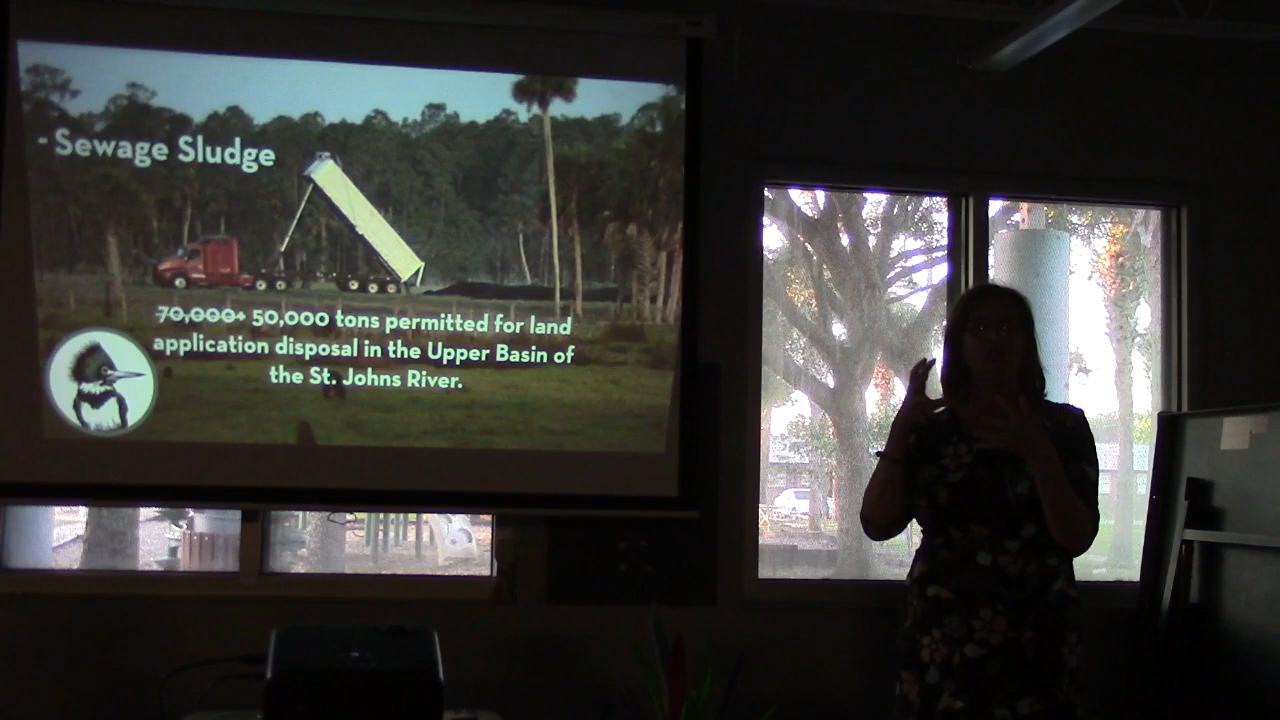 - Sewage Sludge
70,000+ 50,000 tons permitted for land
application disposal in the Upper Basin of
the St. Johns River.